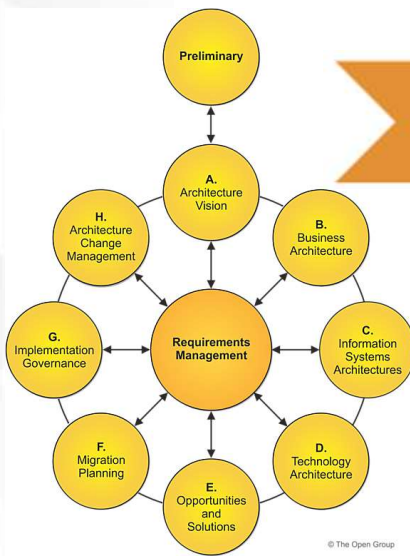 Preliminary
A.
Architecture
Vision
B.
Business
Architecture
C.
Information
Systems
Architectures
D.
Technology
Architecture
E.
Opportunities
and
Solutions
F.
Migration
Planning
G.
Implementation
Governance
H.
Architecture
Change
Management
Requirements
Management
© The Open Group